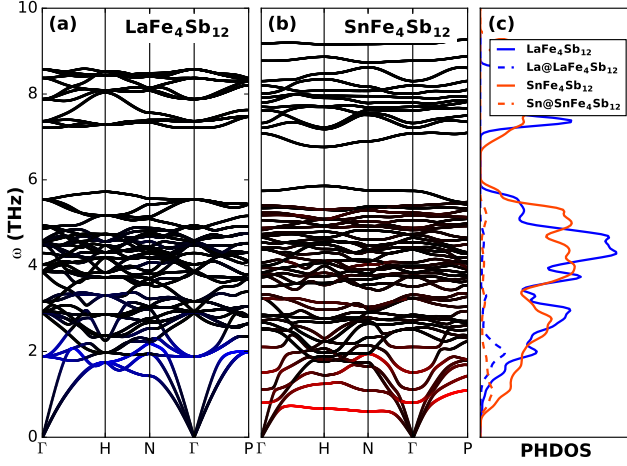 10
8
6
4
2
0
ω (THz)
(a) LaFe₄Sb₁₂
(b) SnFe₄Sb₁₂
(c)
LaFe₄Sb₁₂
La@LaFe₄Sb₁₂
SnFe₄Sb₁₂
Sn@SnFe₄Sb₁₂
Γ H N Γ P
Γ H N Γ P
PHDOS